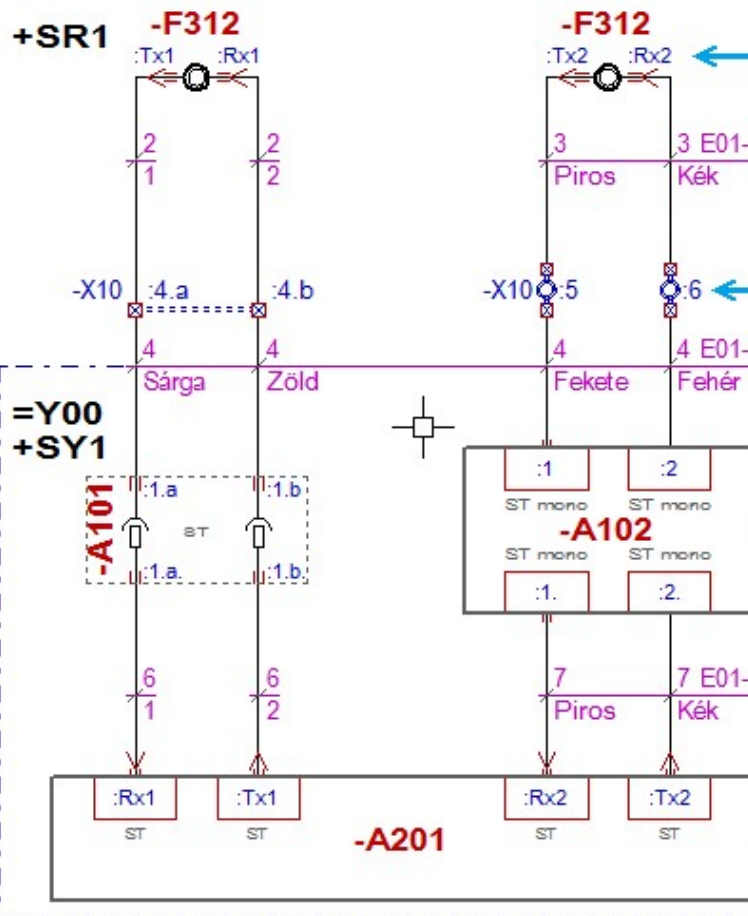 +SR1 -F312 -F312
:Tx1 :Rx1 :Tx2 :Rx2
2 2 3 3 E01-
1 2 Piros Kék
-X10 :4.a :4.b -X10 :5 :6
4 4 4 4 E01-
Sárga Zöld Fekete Fehér
=Y00
+SY1
-A101 :1.a :1.b :1 :2
ST ST mono ST mono
-A102
ST mono ST mono
:1.a. :1.b. :1. :2.
6 6 7 7 E01-
1 2 Piros Kék
:Rx1 :Tx1 :Rx2 :Tx2
ST ST ST ST
-A201